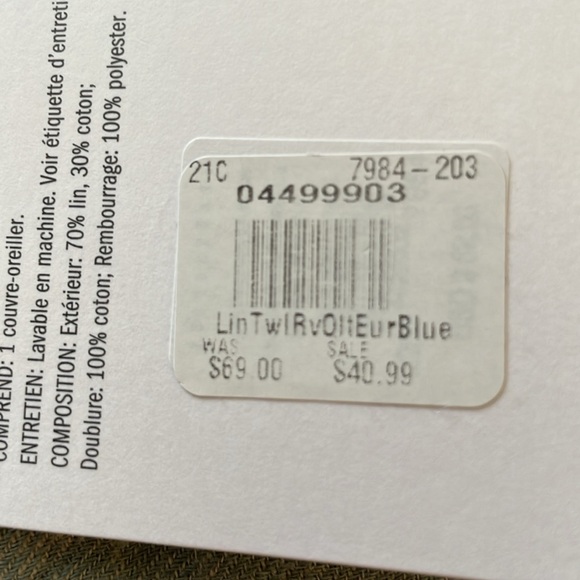 COMPREND: 1 couvre-oreiller.
ENTRETIEN: Lavable en machine. Voir étiquette d'entreti
COMPOSITION: Extérieur: 70% lin, 30% coton;
Doublure: 100% coton; Rembourrage: 100% polyester.
21C 7984-203
04499903
LinTwlRvQltEurBlue
WAS SALE
$69.00 $40.99